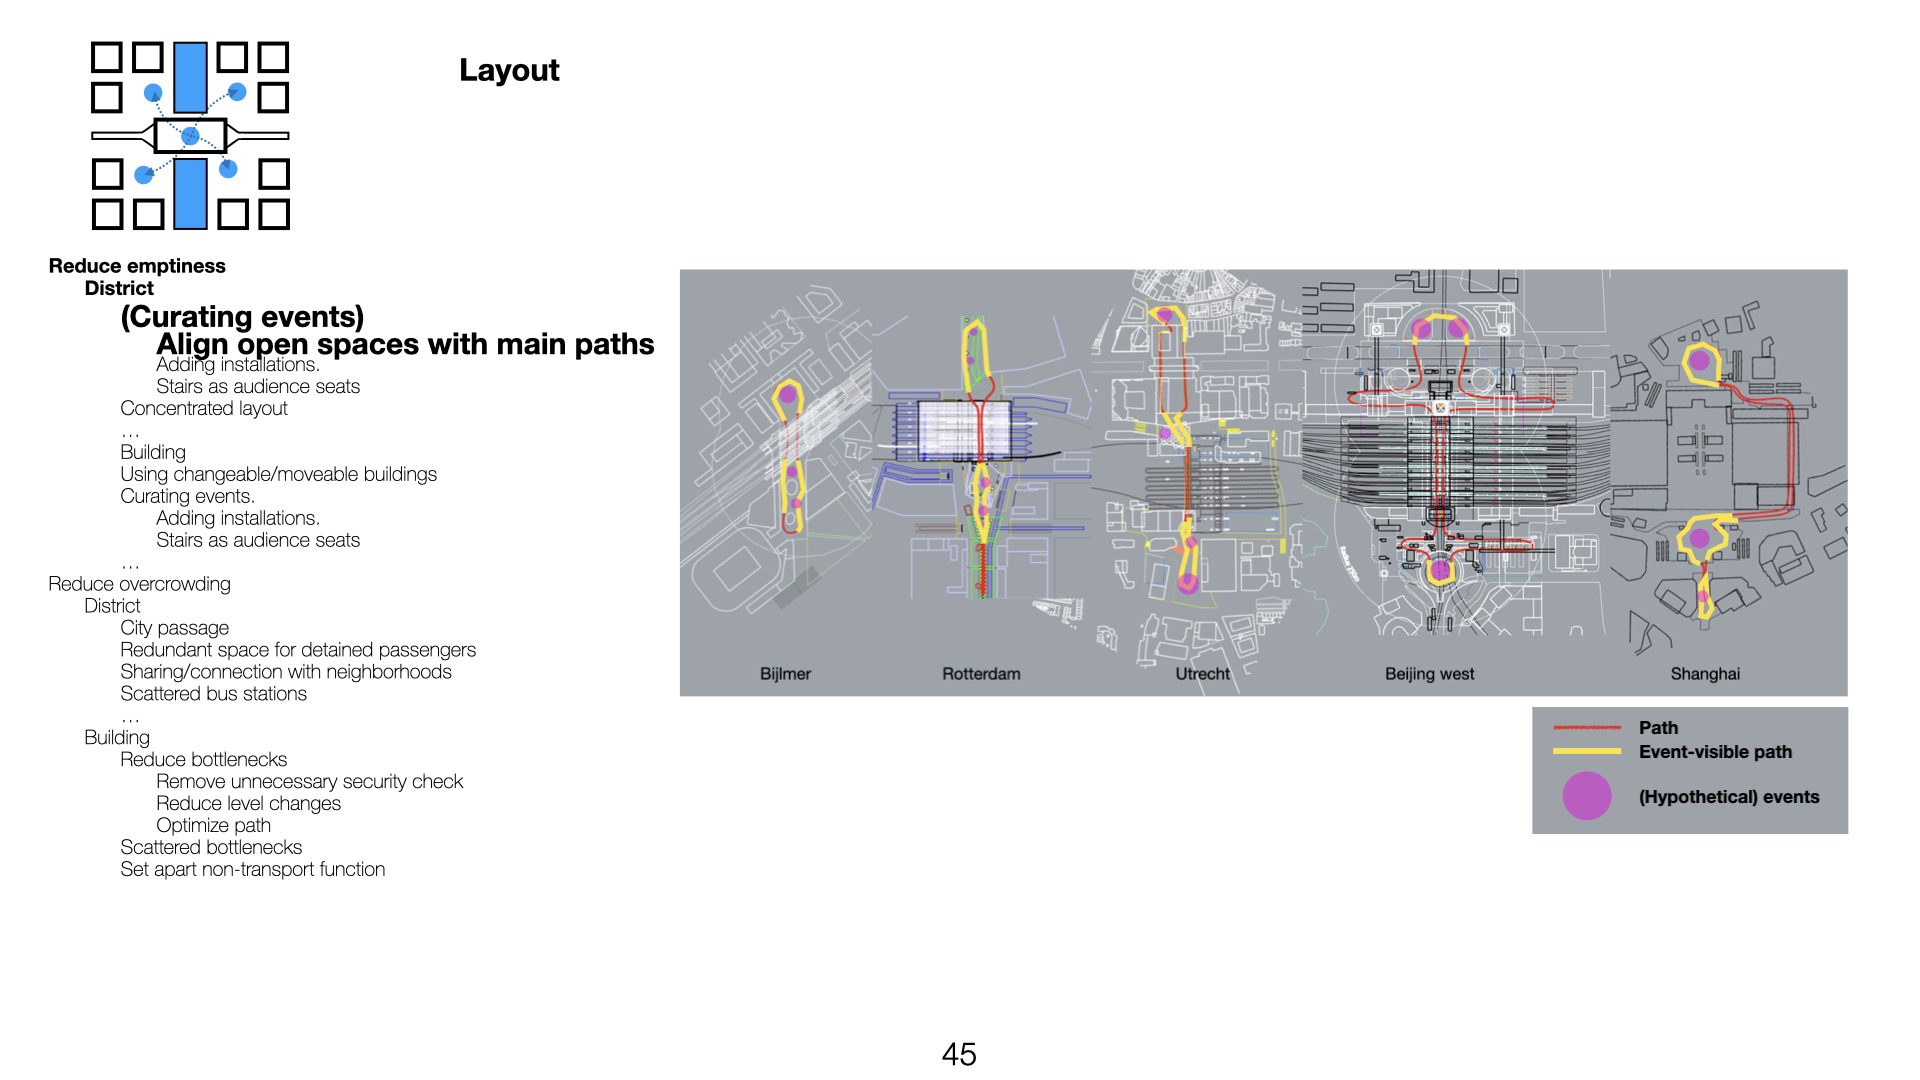 Layout
Reduce emptiness
District
(Curating events)
Align open spaces with main paths
Adding installations.
Stairs as audience seats
Concentrated layout
…
Building
Using changeable/moveable buildings
Curating events.
Adding installations.
Stairs as audience seats
…
Reduce overcrowding
District
City passage
Redundant space for detained passengers
Sharing/connection with neighborhoods
Scattered bus stations
…
Building
Reduce bottlenecks
Remove unnecessary security check
Reduce level changes
Optimize path
Scattered bottlenecks
Set apart non-transport function
Bijlmer
Rotterdam
Utrecht
Beijing west
Shanghai
Path
Event-visible path
(Hypothetical) events
45